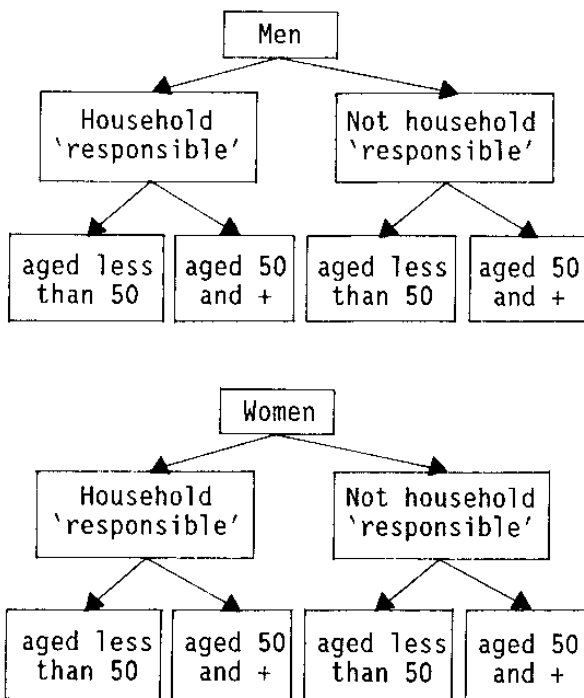 Men
Household
'responsible'
Not household
'responsible'
aged less
than 50
aged 50
and +
aged less
than 50
aged 50
and +
Women
Household
'responsible'
Not household
'responsible'
aged less
than 50
aged 50
and +
aged less
than 50
aged 50
and +